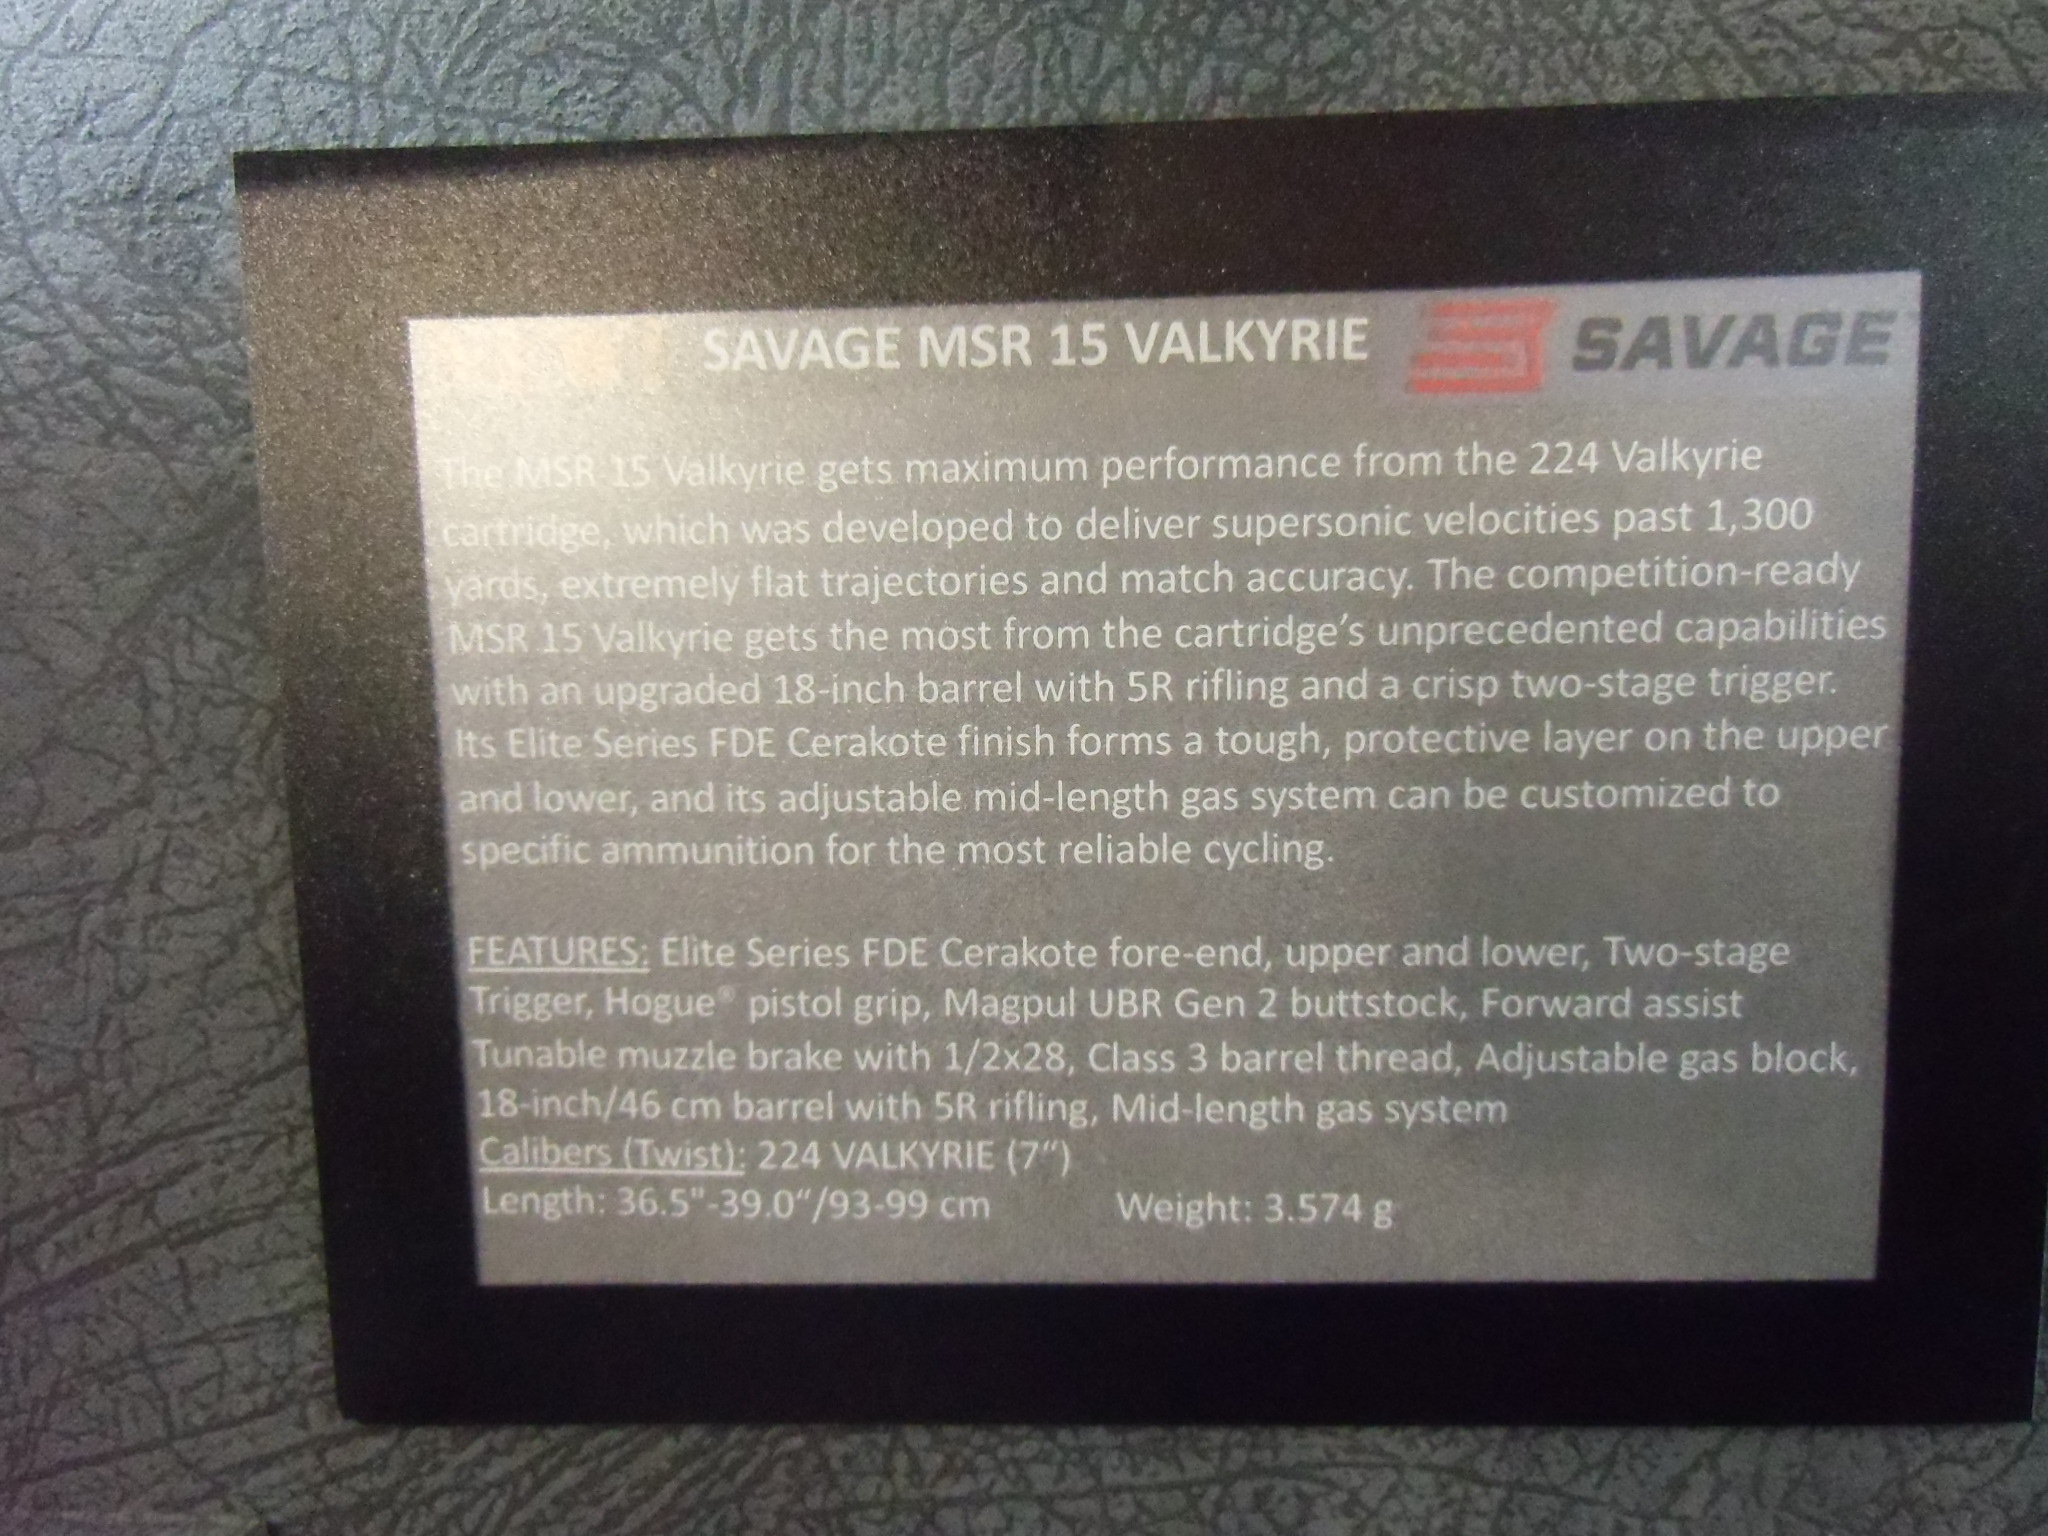 SAVAGE MSR 15 VALKYRIE SAVAGE
The MSR 15 Valkyrie gets maximum performance from the 224 Valkyrie
cartridge, which was developed to deliver supersonic velocities past 1,300
yards, extremely flat trajectories and match accuracy. The competition-ready
MSR 15 Valkyrie gets the most from the cartridge’s unprecedented capabilities
with an upgraded 18-inch barrel with 5R rifling and a crisp two-stage trigger.
Its Elite Series FDE Cerakote finish forms a tough, protective layer on the upper
and lower, and its adjustable mid-length gas system can be customized to
specific ammunition for the most reliable cycling.
FEATURES: Elite Series FDE Cerakote fore-end, upper and lower, Two-stage
Trigger, Hogue® pistol grip, Magpul UBR Gen 2 buttstock, Forward assist
Tunable muzzle brake with 1/2x28, Class 3 barrel thread, Adjustable gas block,
18-inch/46 cm barrel with 5R rifling, Mid-length gas system
Calibers (Twist): 224 VALKYRIE (7“)
Length: 36.5"-39.0“/93-99 cm Weight: 3.574 g